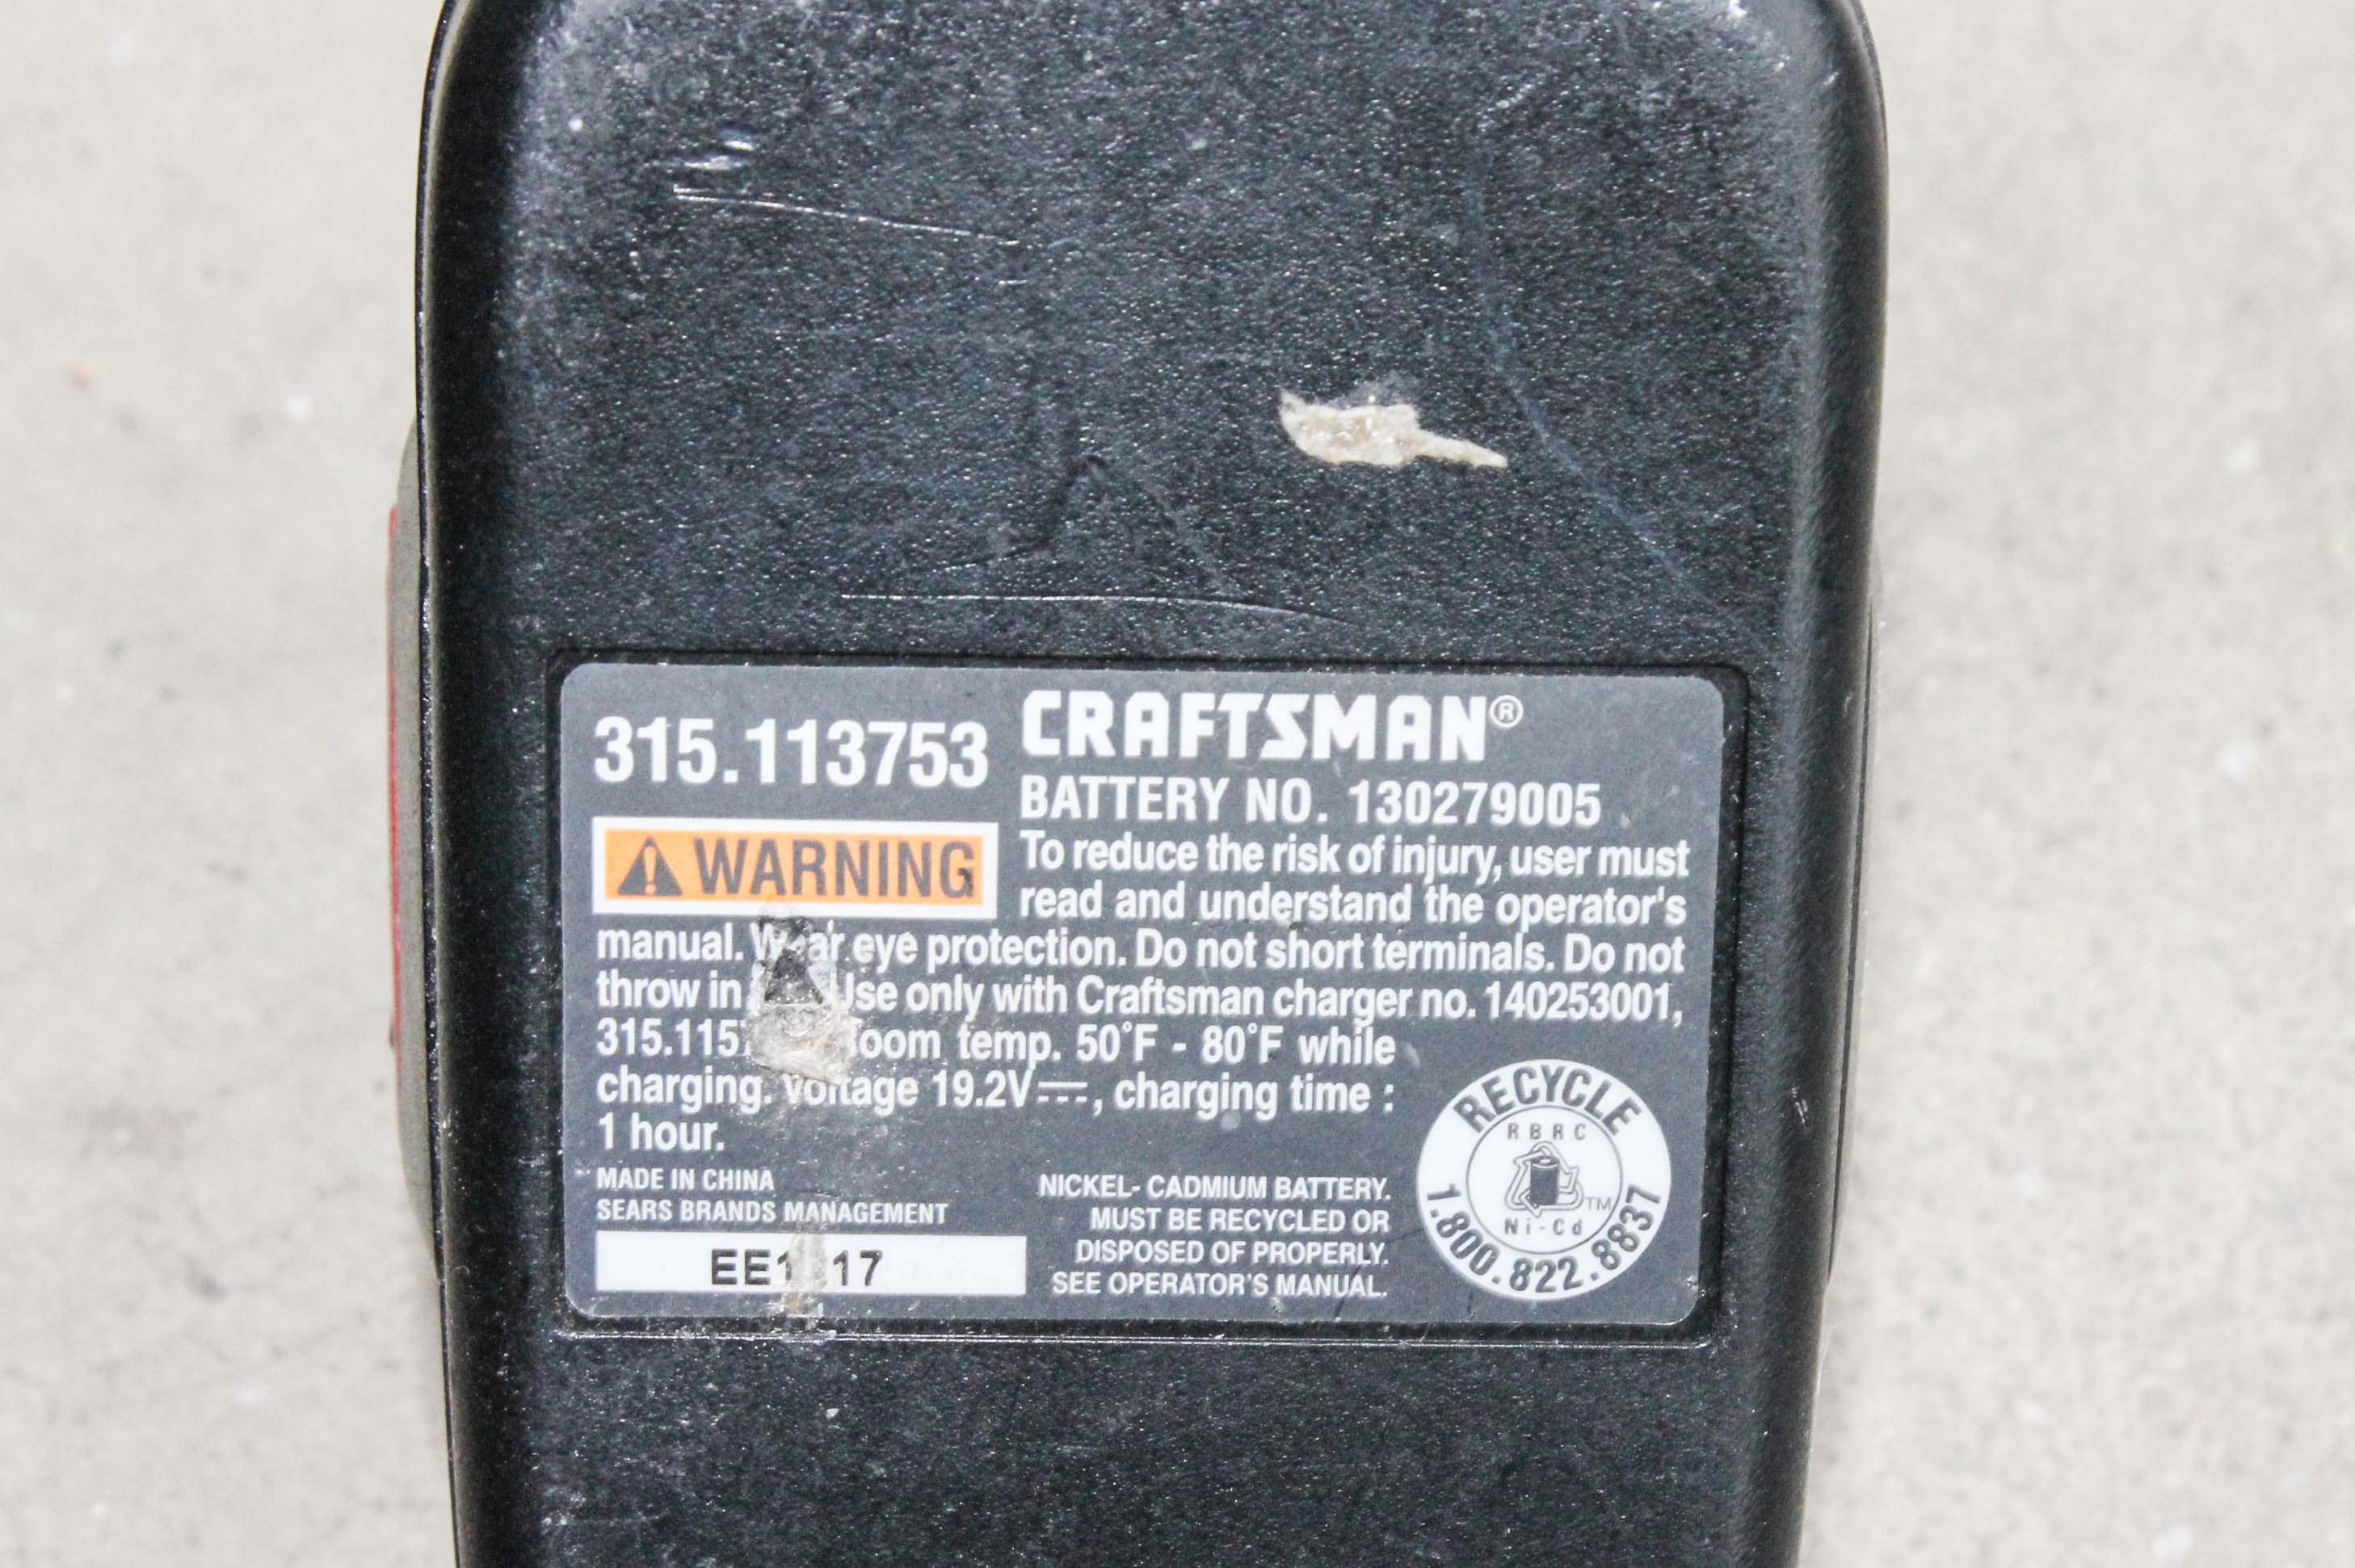 315.113753
CRAFTSMAN®
BATTERY NO. 130279005
WARNING
To reduce the risk of injury, user must
read and understand the operator's
manual. eye protection. Do not short terminals. Do not
throw in only with Craftsman charger no. 140253001,
temp. 50°F - 80°F while
charging. Voltage 19.2V⎓, charging time :
1 hour.
MADE IN CHINA
SEARS BRANDS MANAGEMENT
NICKEL- CADMIUM BATTERY.
MUST BE RECYCLED OR
DISPOSED OF PROPERLY.
SEE OPERATOR'S MANUAL.
RECYCLE
RBRC
TM
Ni-Cd
1.800.822.8837